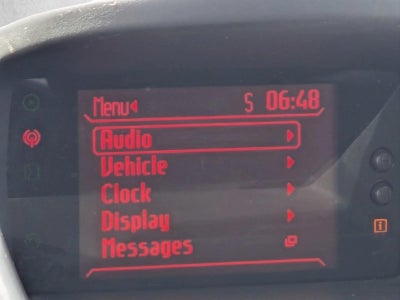 Menu S 06:48
Audio
Vehicle
Clock
Display
Messages